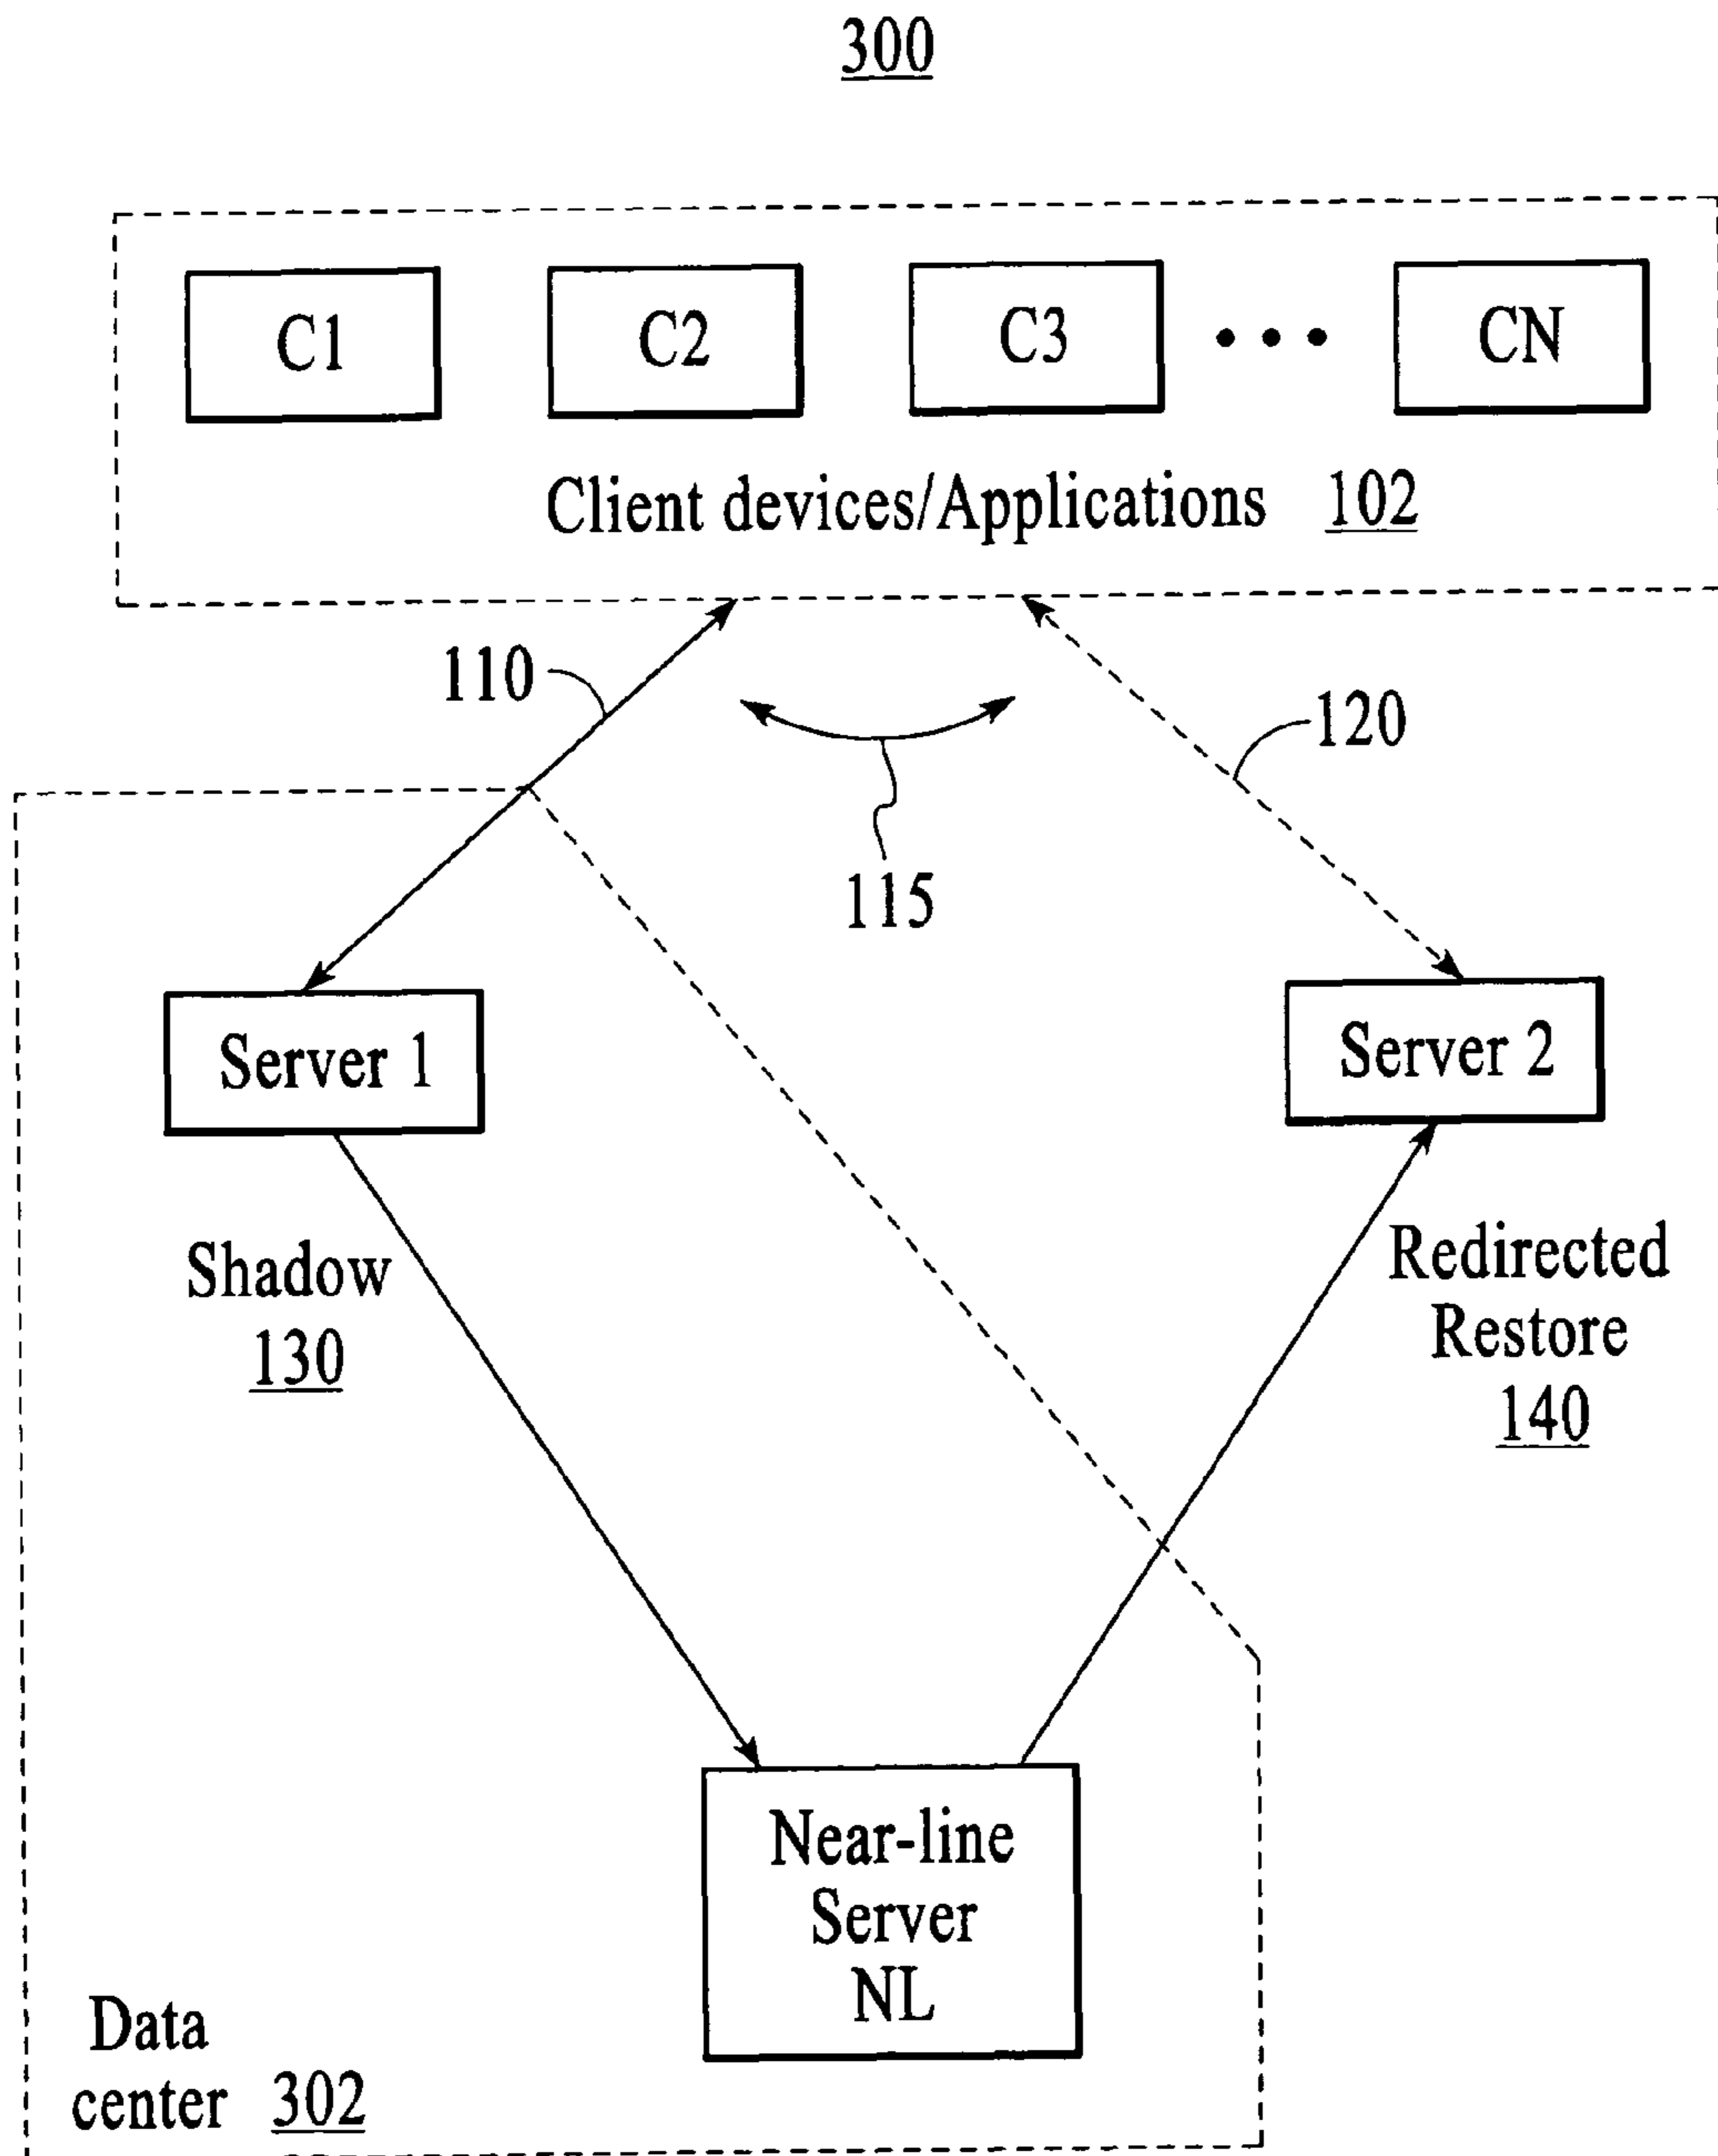 300
C1
C2
C3
• • •
CN
Client devices/Applications 102
110
120
115
Server 1
Server 2
Shadow
130
Redirected
Restore
140
Near-line
Server
NL
Data
center 302